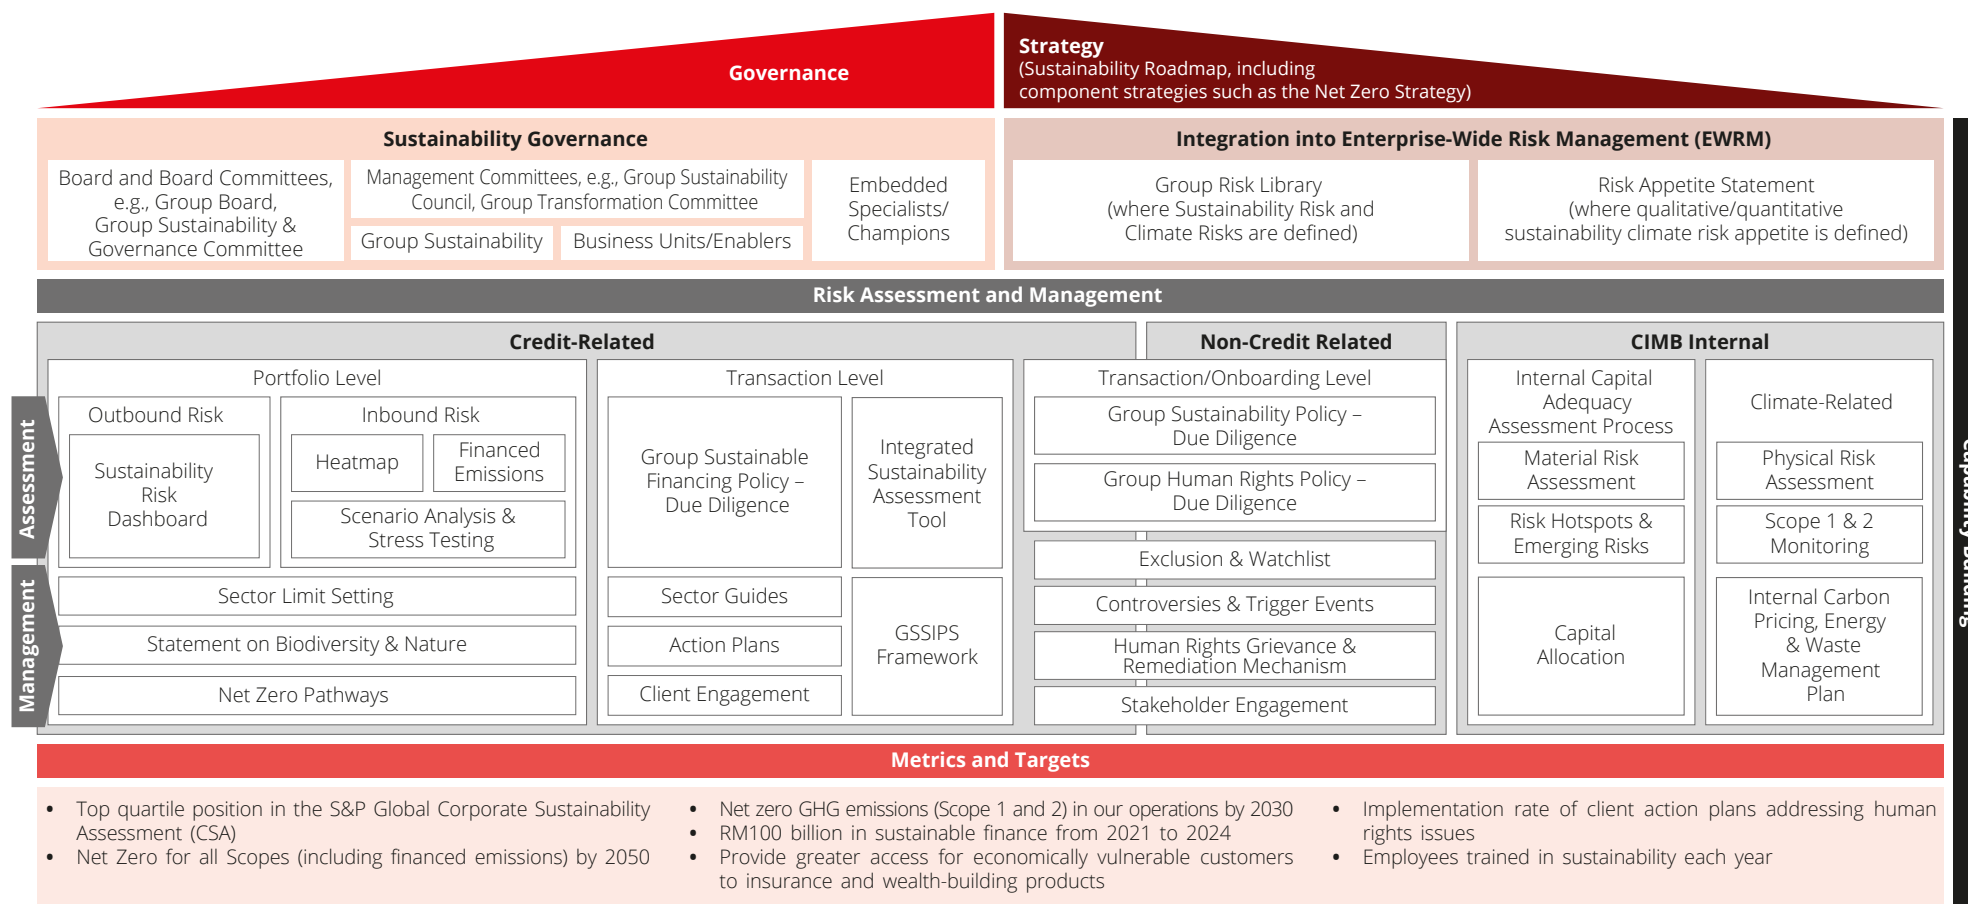 Governance
Strategy
(Sustainability Roadmap, including
component strategies such as the Net Zero Strategy)
Sustainability Governance
Board and Board Committees,
e.g., Group Board,
Group Sustainability &
Governance Committee
Management Committees, e.g., Group Sustainability
Council, Group Transformation Committee
Group Sustainability
Business Units/Enablers
Embedded
Specialists/
Champions
Integration into Enterprise-Wide Risk Management (EWRM)
Group Risk Library
(where Sustainability Risk and
Climate Risks are defined)
Risk Appetite Statement
(where qualitative/quantitative
sustainability climate risk appetite is defined)
Risk Assessment and Management
Assessment
Management
Credit-Related
Portfolio Level
Outbound Risk
Sustainability
Risk
Dashboard
Inbound Risk
Heatmap
Financed
Emissions
Scenario Analysis &
Stress Testing
Sector Limit Setting
Statement on Biodiversity & Nature
Net Zero Pathways
Transaction Level
Group Sustainable
Financing Policy –
Due Diligence
Integrated
Sustainability
Assessment
Tool
Sector Guides
Action Plans
Client Engagement
GSSIPS
Framework
Non-Credit Related
Transaction/Onboarding Level
Group Sustainability Policy –
Due Diligence
Group Human Rights Policy –
Due Diligence
Exclusion & Watchlist
Controversies & Trigger Events
Human Rights Grievance &
Remediation Mechanism
Stakeholder Engagement
CIMB Internal
Internal Capital
Adequacy
Assessment Process
Material Risk
Assessment
Risk Hotspots &
Emerging Risks
Capital
Allocation
Climate-Related
Physical Risk
Assessment
Scope 1 & 2
Monitoring
Internal Carbon
Pricing, Energy
& Waste
Management
Plan
Metrics and Targets
• Top quartile position in the S&P Global Corporate Sustainability
Assessment (CSA)
• Net Zero for all Scopes (including financed emissions) by 2050
• Net zero GHG emissions (Scope 1 and 2) in our operations by 2030
• RM100 billion in sustainable finance from 2021 to 2024
• Provide greater access for economically vulnerable customers
to insurance and wealth-building products
• Implementation rate of client action plans addressing human
rights issues
• Employees trained in sustainability each year